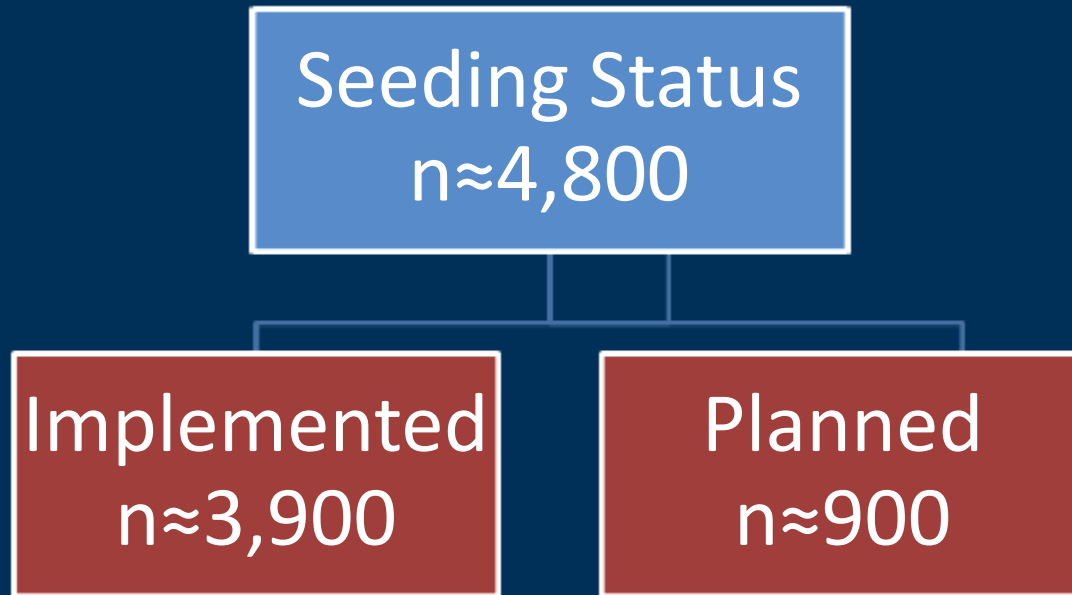 Seeding Status
n≈4,800
Implemented
n≈3,900
Planned
n≈900